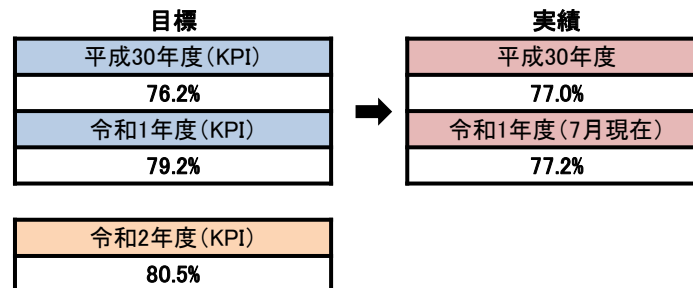 目標
平成30年度(KPI)
76.2%
令和1年度(KPI)
79.2%
実績
平成30年度
77.0%
令和1年度(7月現在)
77.2%
令和2年度(KPI)
80.5%